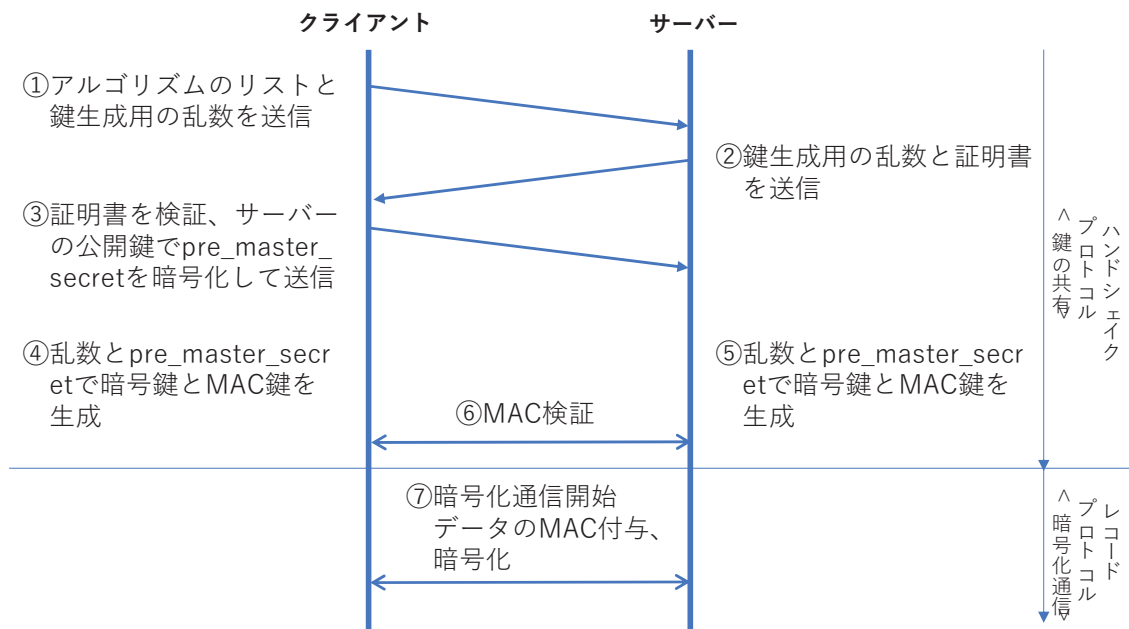 クライアント
サーバー
①アルゴリズムのリストと
鍵生成用の乱数を送信
②鍵生成用の乱数と証明書
を送信
③証明書を検証、サーバー
の公開鍵でpre_master_
secretを暗号化して送信
④乱数とpre_master_secr
etで暗号鍵とMAC鍵を
生成
⑤乱数とpre_master_secr
etで暗号鍵とMAC鍵を
生成
⑥MAC検証
ハンドシェイク
プロトコル
<鍵の共有>
⑦暗号化通信開始
データのMAC付与、
暗号化
レコード
プロトコル
<暗号化通信>